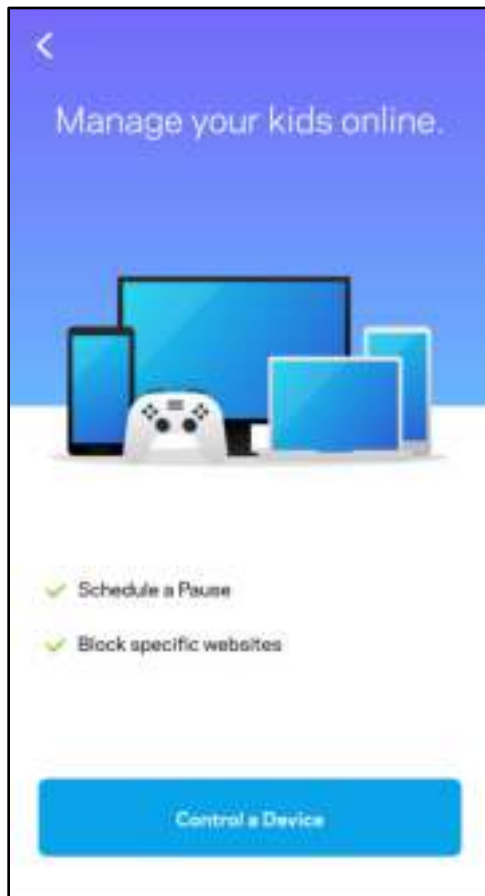 Manage your kids online.
Schedule a Pause
Block specific websites
Control a Device